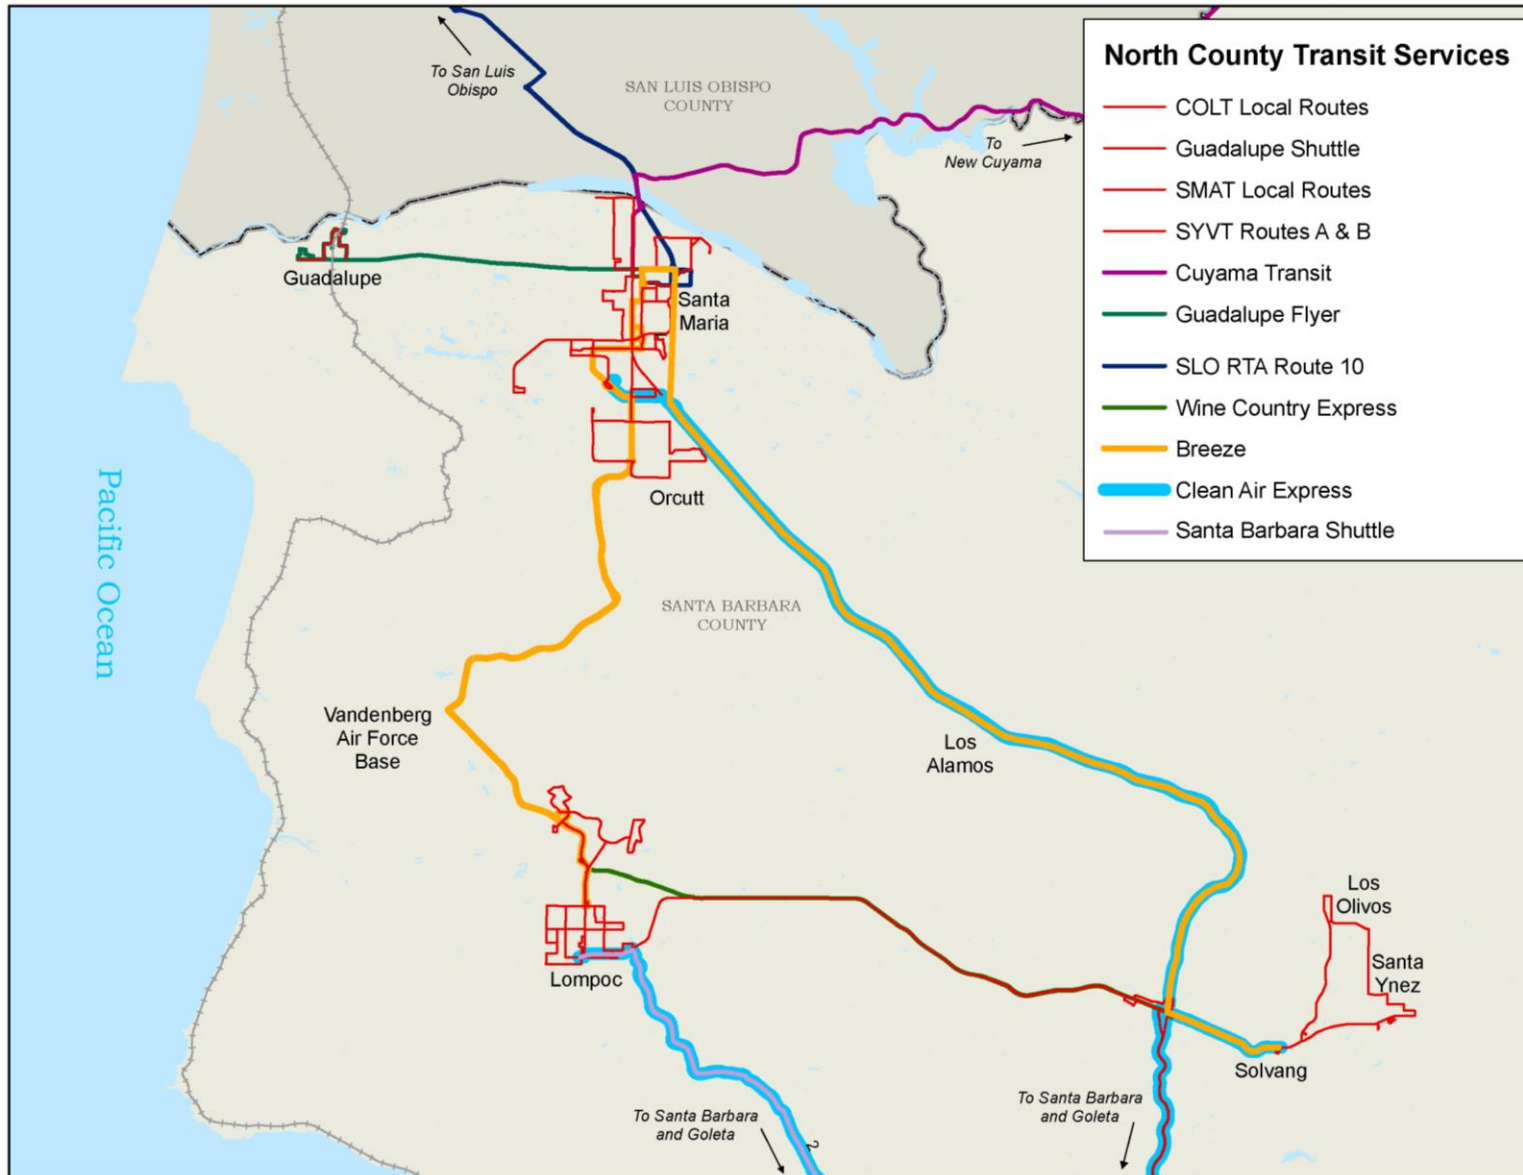 To San Luis
Obispo
SAN LUIS OBISPO
COUNTY
To
New Cuyama
North County Transit Services
COLT Local Routes
Guadalupe Shuttle
SMAT Local Routes
SYVT Routes A & B
Cuyama Transit
Guadalupe Flyer
SLO RTA Route 10
Wine Country Express
Breeze
Clean Air Express
Santa Barbara Shuttle
Guadalupe
Santa
Maria
Orcutt
Pacific Ocean
SANTA BARBARA
COUNTY
Vandenberg
Air Force
Base
Los
Alamos
Los
Olivos
Santa
Ynez
Lompoc
Solvang
To Santa Barbara
and Goleta
To Santa Barbara
and Goleta
2